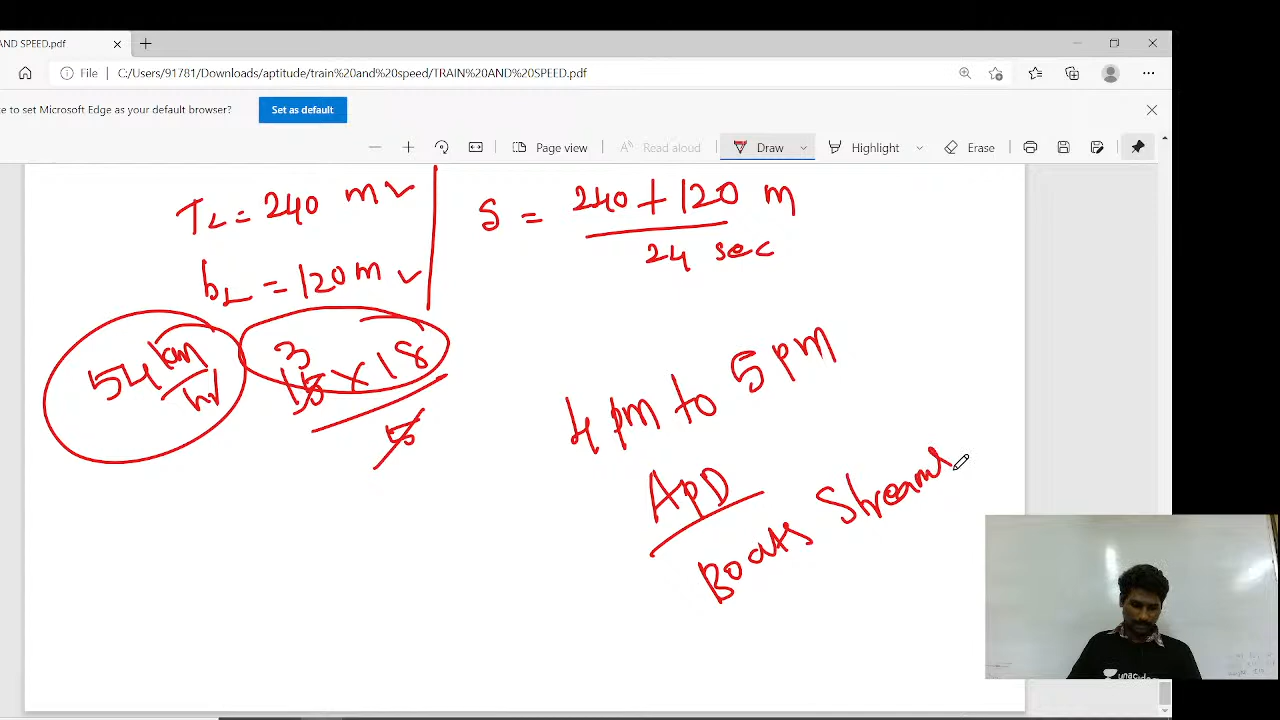 AND SPEED.pdf
File C:/Users/91781/Downloads/aptitude/train%20and%20speed/TRAIN%20AND%20SPEED.pdf
e to set Microsoft Edge as your default browser? Set as default
Page view Read aloud Draw Highlight Erase
TL = 240 m
bL = 120 m
S = 240 + 120 m
24 sec
54 km
hr
3
15 x 18
5
4 pm to 5 pm
ApD
Boats Streams